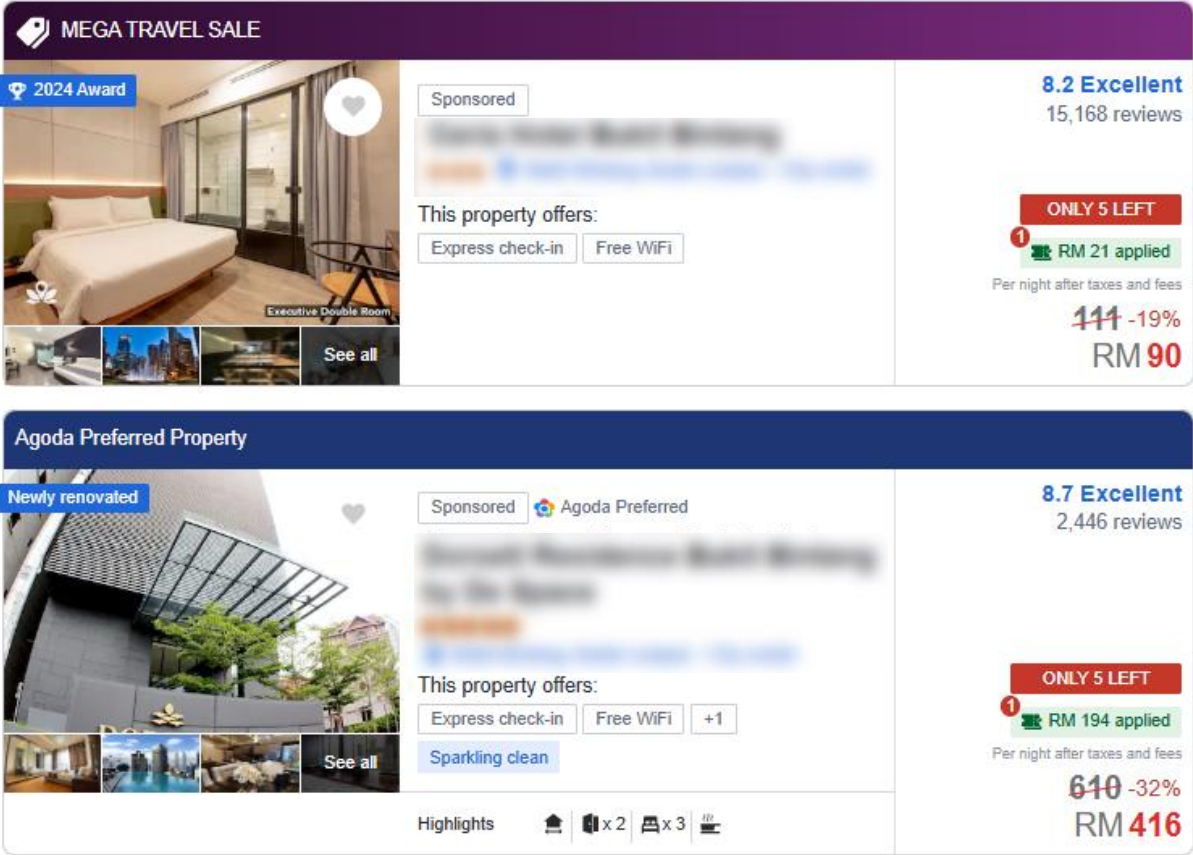 MEGA TRAVEL SALE
2024 Award
Executive Double Room
See all
Sponsored
This property offers:
Express check-in
Free WiFi
8.2 Excellent
15,168 reviews
ONLY 5 LEFT
1
RM 21 applied
Per night after taxes and fees
111 -19%
RM 90
Agoda Preferred Property
Newly renovated
See all
Sponsored Agoda Preferred
This property offers:
Express check-in
Free WiFi
+1
Sparkling clean
Highlights
x 2
x 3
8.7 Excellent
2,446 reviews
ONLY 5 LEFT
1
RM 194 applied
Per night after taxes and fees
610 -32%
RM 416